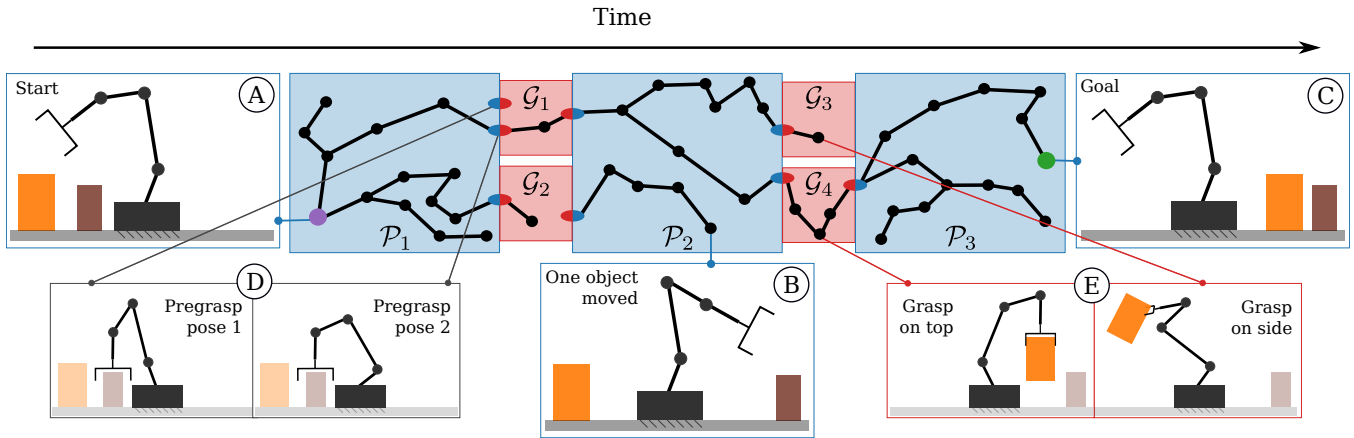 Time
Start
A
𝒢₁
𝒢₂
𝒫₁
𝒫₂
𝒢₃
𝒢₄
𝒫₃
Goal
C
D
Pregrasp
pose 1
Pregrasp
pose 2
One object
moved
B
E
Grasp
on top
Grasp
on side